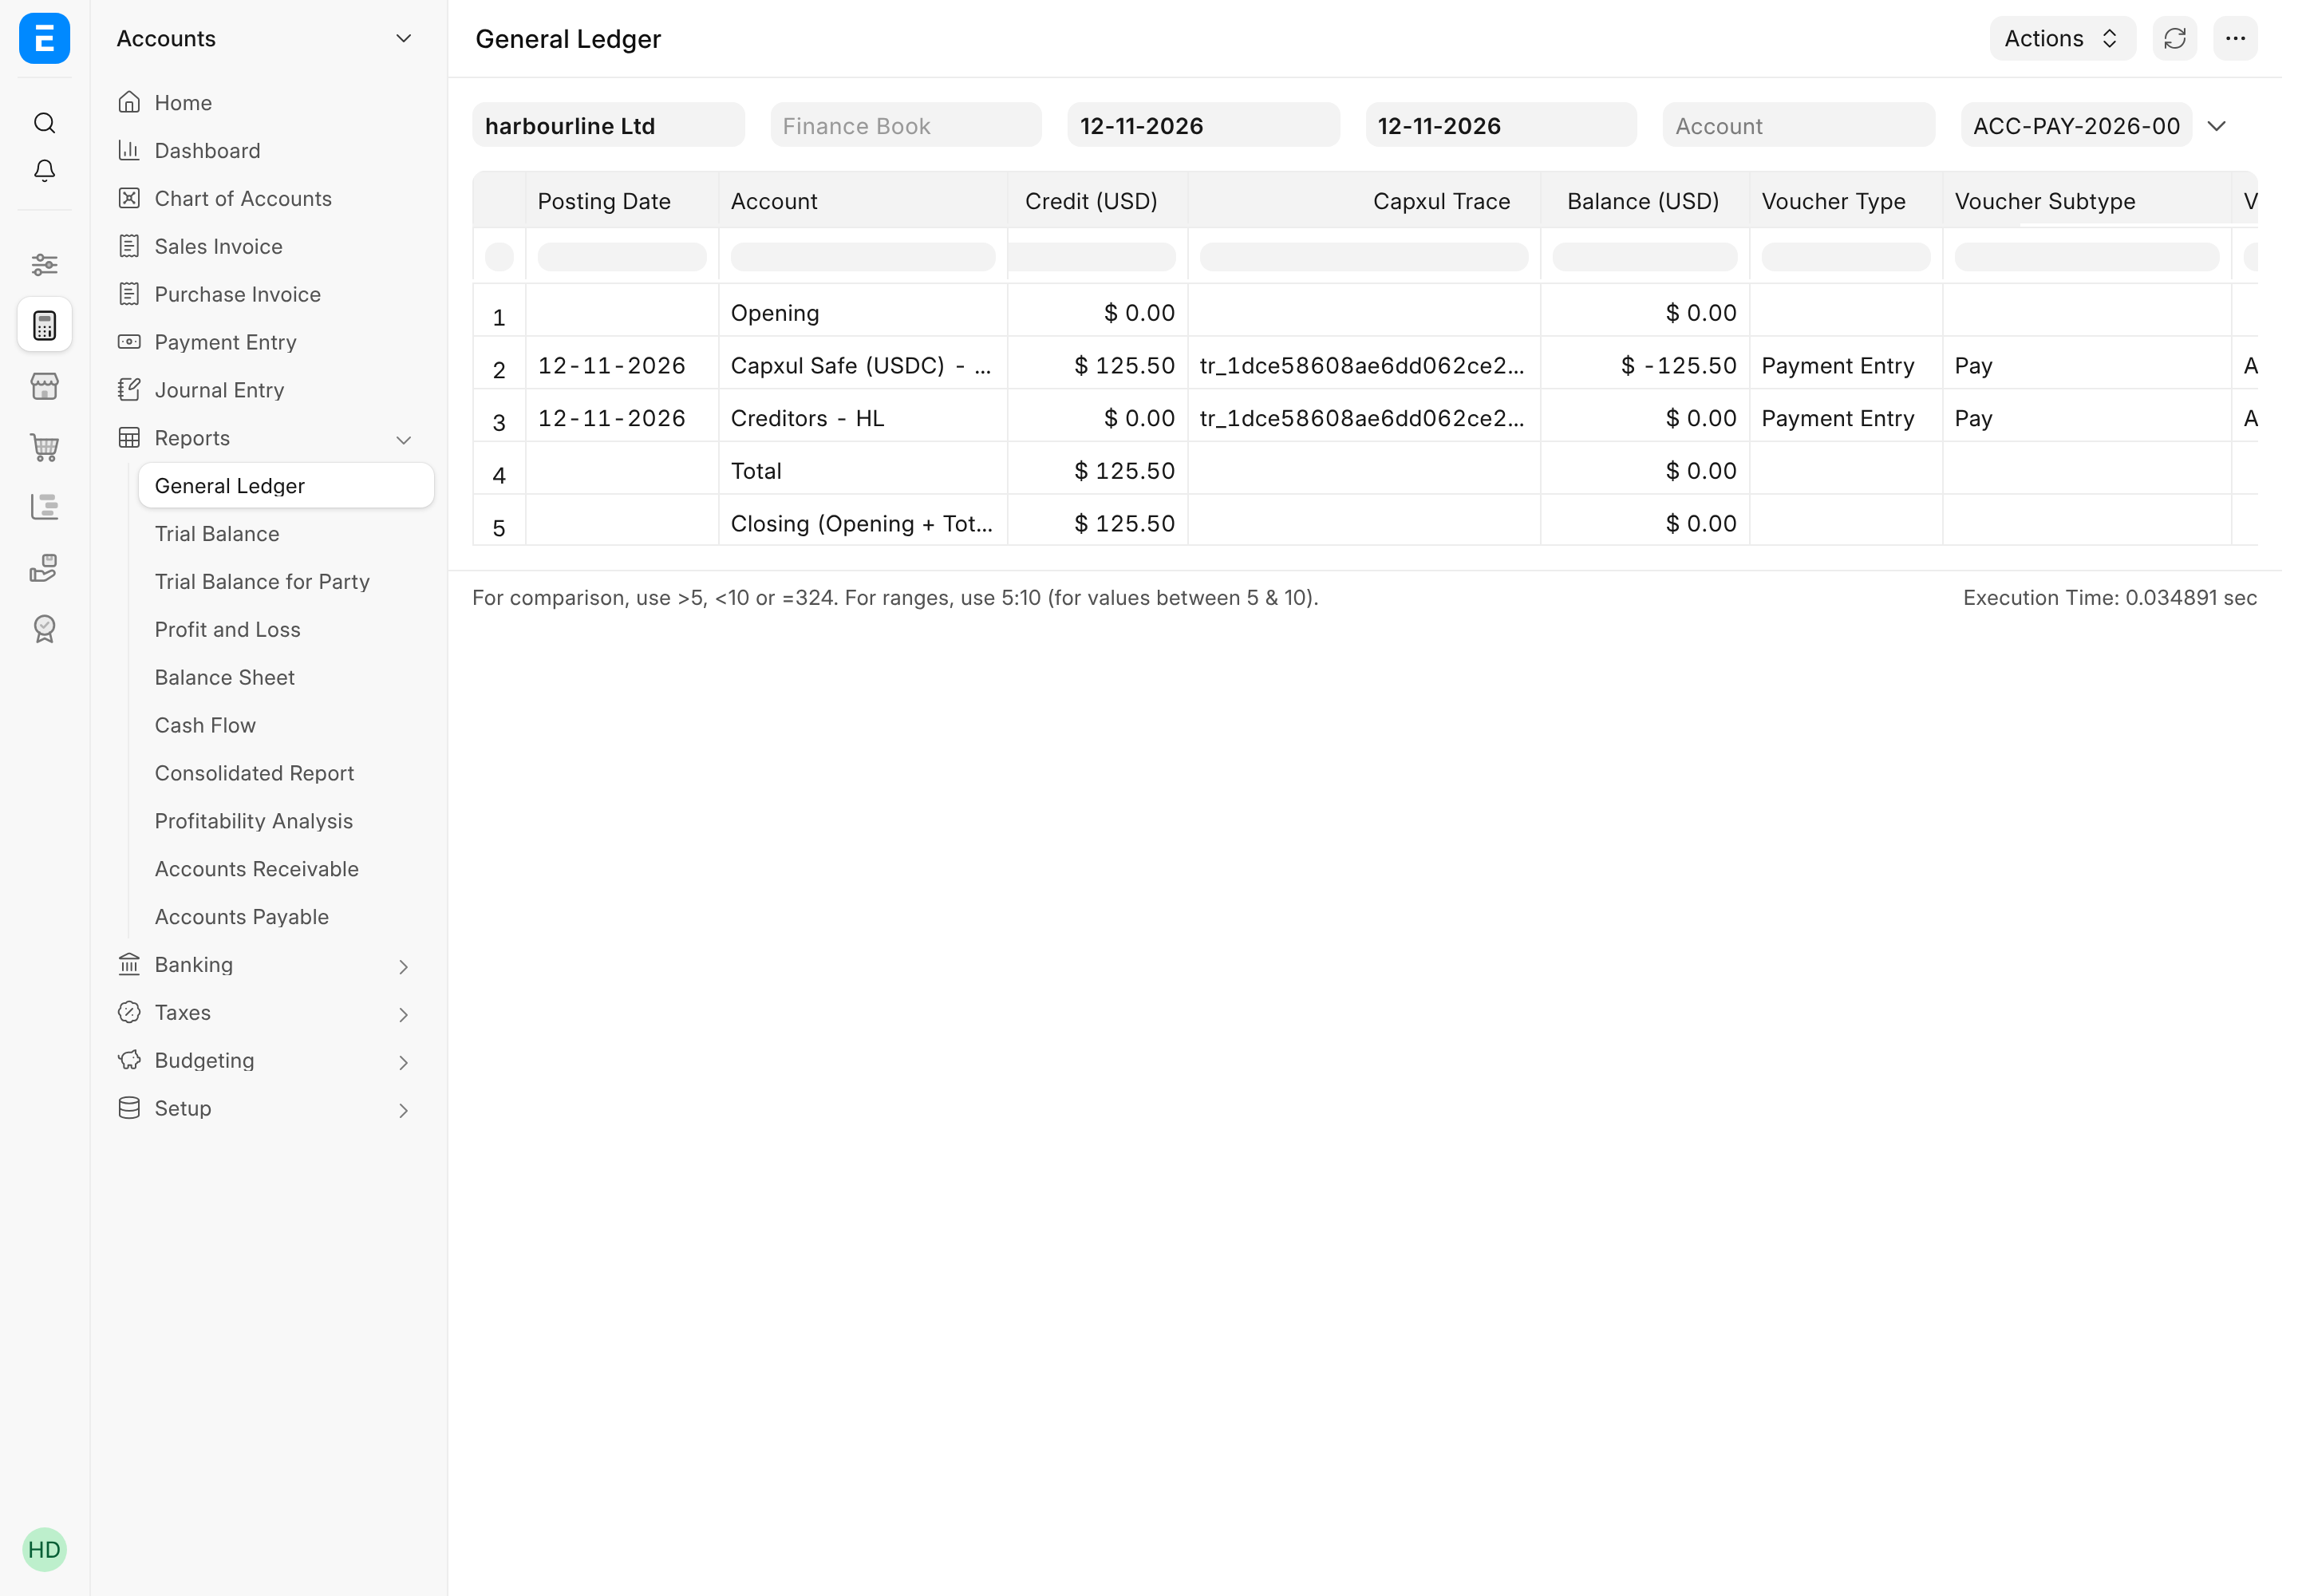 Accounts
Home
Dashboard
Chart of Accounts
Sales Invoice
Purchase Invoice
Payment Entry
Journal Entry
Reports
General Ledger
Trial Balance
Trial Balance for Party
Profit and Loss
Balance Sheet
Cash Flow
Consolidated Report
Profitability Analysis
Accounts Receivable
Accounts Payable
Banking
Taxes
Budgeting
Setup
HD
General Ledger
Actions
harbourline Ltd Finance Book 12-11-2026 12-11-2026 Account ACC-PAY-2026-00
Posting Date Account Credit (USD) Capxul Trace Balance (USD) Voucher Type Voucher Subtype V
1 Opening $ 0.00 $ 0.00
2 12-11-2026 Capxul Safe (USDC) - ... $ 125.50 tr_1dce58608ae6dd062ce2... $ -125.50 Payment Entry Pay A
3 12-11-2026 Creditors - HL $ 0.00 tr_1dce58608ae6dd062ce2... $ 0.00 Payment Entry Pay A
4 Total $ 125.50 $ 0.00
5 Closing (Opening + Tot... $ 125.50 $ 0.00
For comparison, use >5, <10 or =324. For ranges, use 5:10 (for values between 5 & 10). Execution Time: 0.034891 sec